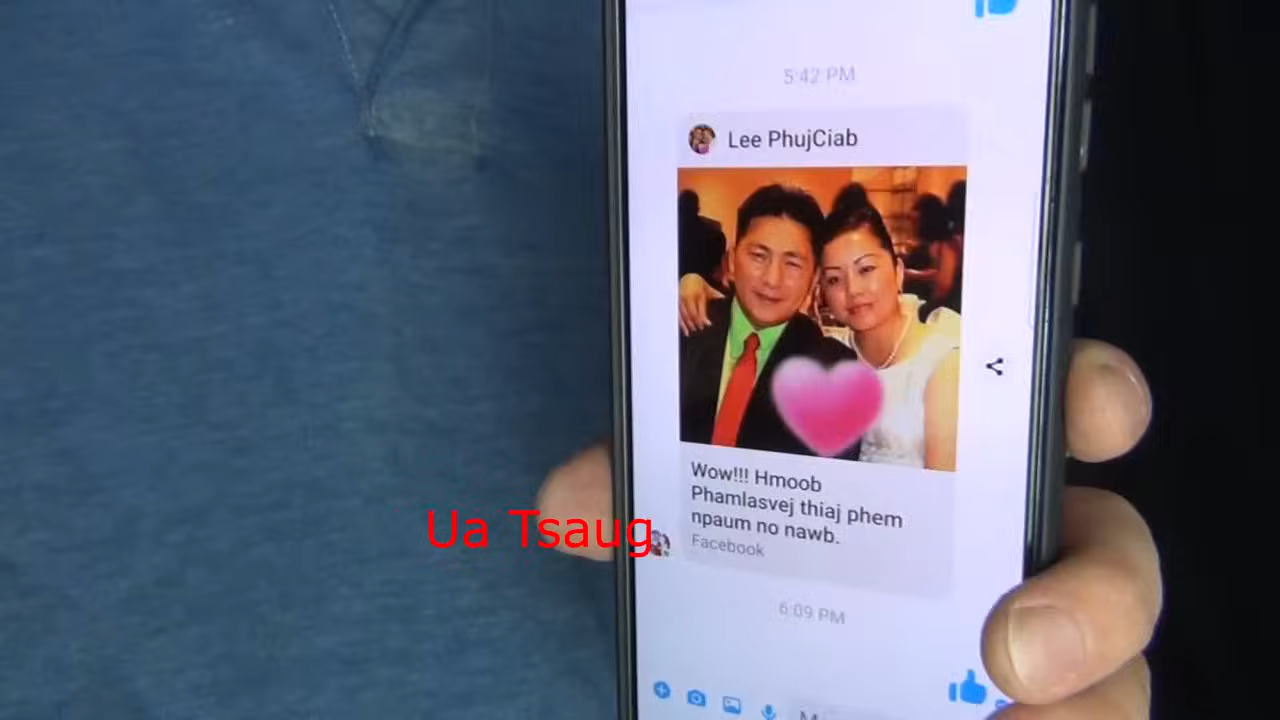 5:42 PM
Lee PhujCiab
Wow!!! Hmoob
Phamlasvej thiaj phem
npaum no nawb.
Facebook
Ua Tsaug
6:09 PM